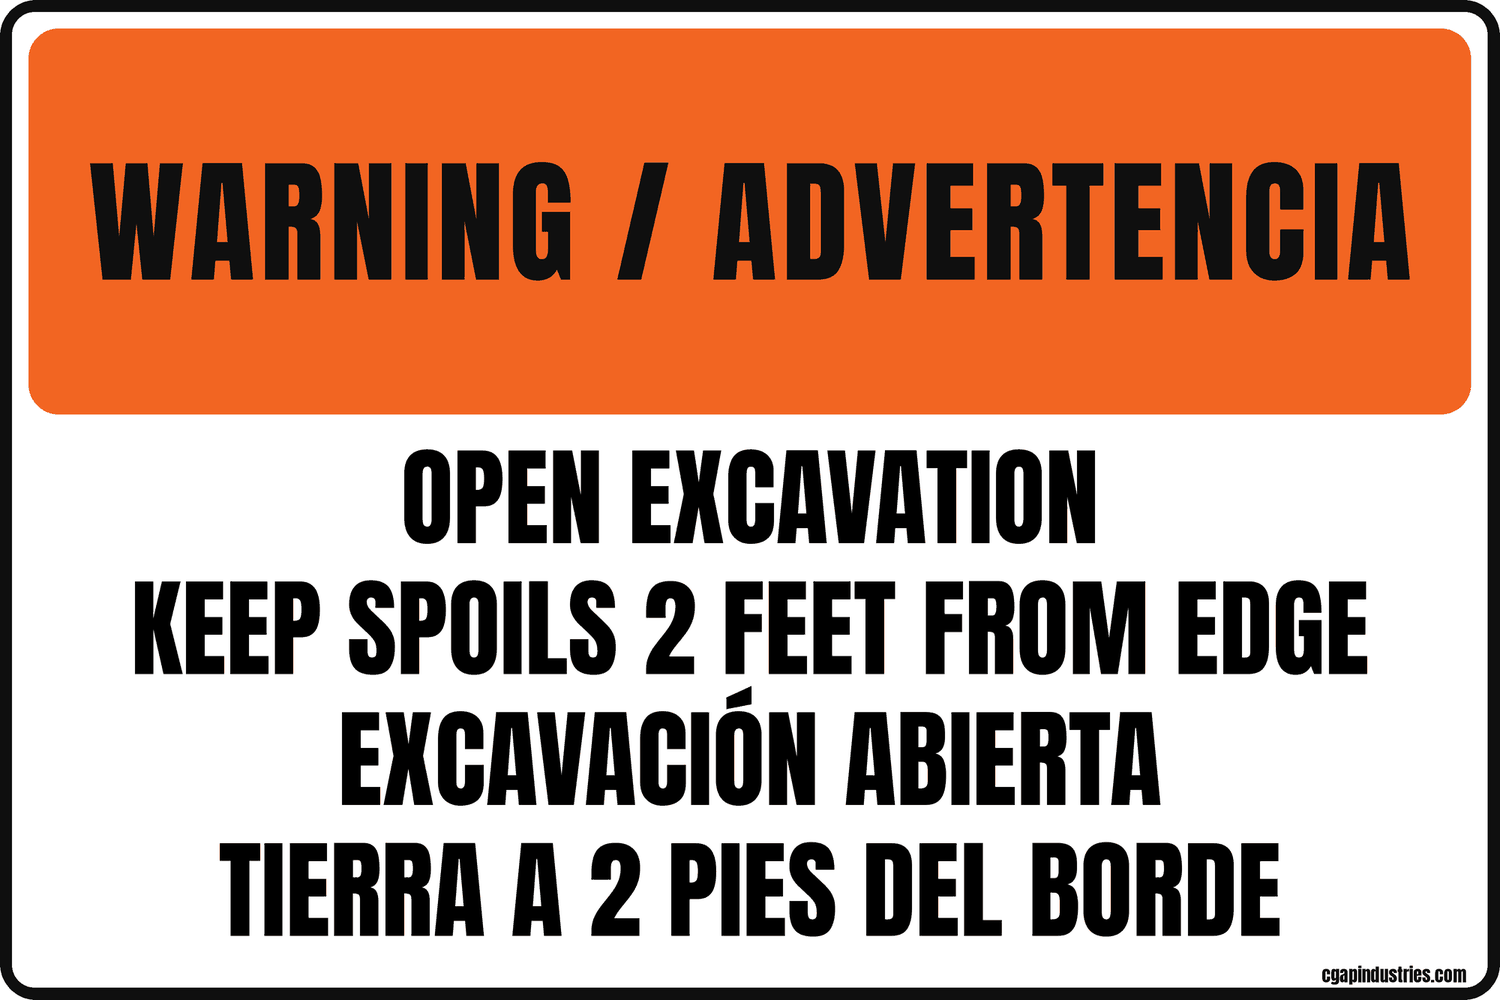 WARNING / ADVERTENCIA
OPEN EXCAVATION
KEEP SPOILS 2 FEET FROM EDGE
EXCAVACIÓN ABIERTA
TIERRA A 2 PIES DEL BORDE
cgapindustries.com